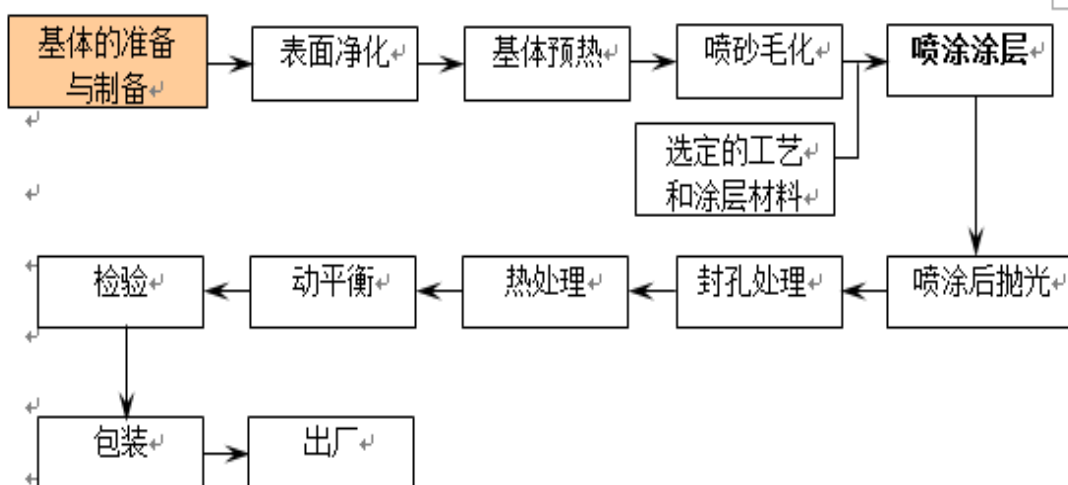 基体的准备
与制备
表面净化
基体预热
喷砂毛化
喷涂涂层
选定的工艺
和涂层材料
检验
动平衡
热处理
封孔处理
喷涂后抛光
包装
出厂